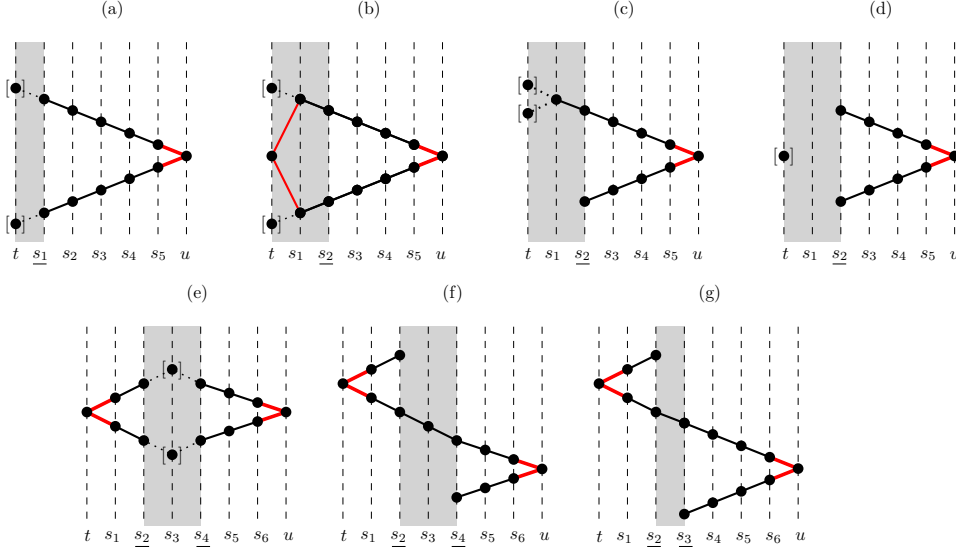 (a) (b) (c) (d)
[ ] [ ] [ ] [ ]
[ ]
[ ] [ ]
t s₁ s₂ s₃ s₄ s₅ u t s₁ s₂ s₃ s₄ s₅ u t s₁ s₂ s₃ s₄ s₅ u t s₁ s₂ s₃ s₄ s₅ u
(e) (f) (g)
[ ]
[ ]
t s₁ s₂ s₃ s₄ s₅ s₆ u t s₁ s₂ s₃ s₄ s₅ s₆ u t s₁ s₂ s₃ s₄ s₅ s₆ u